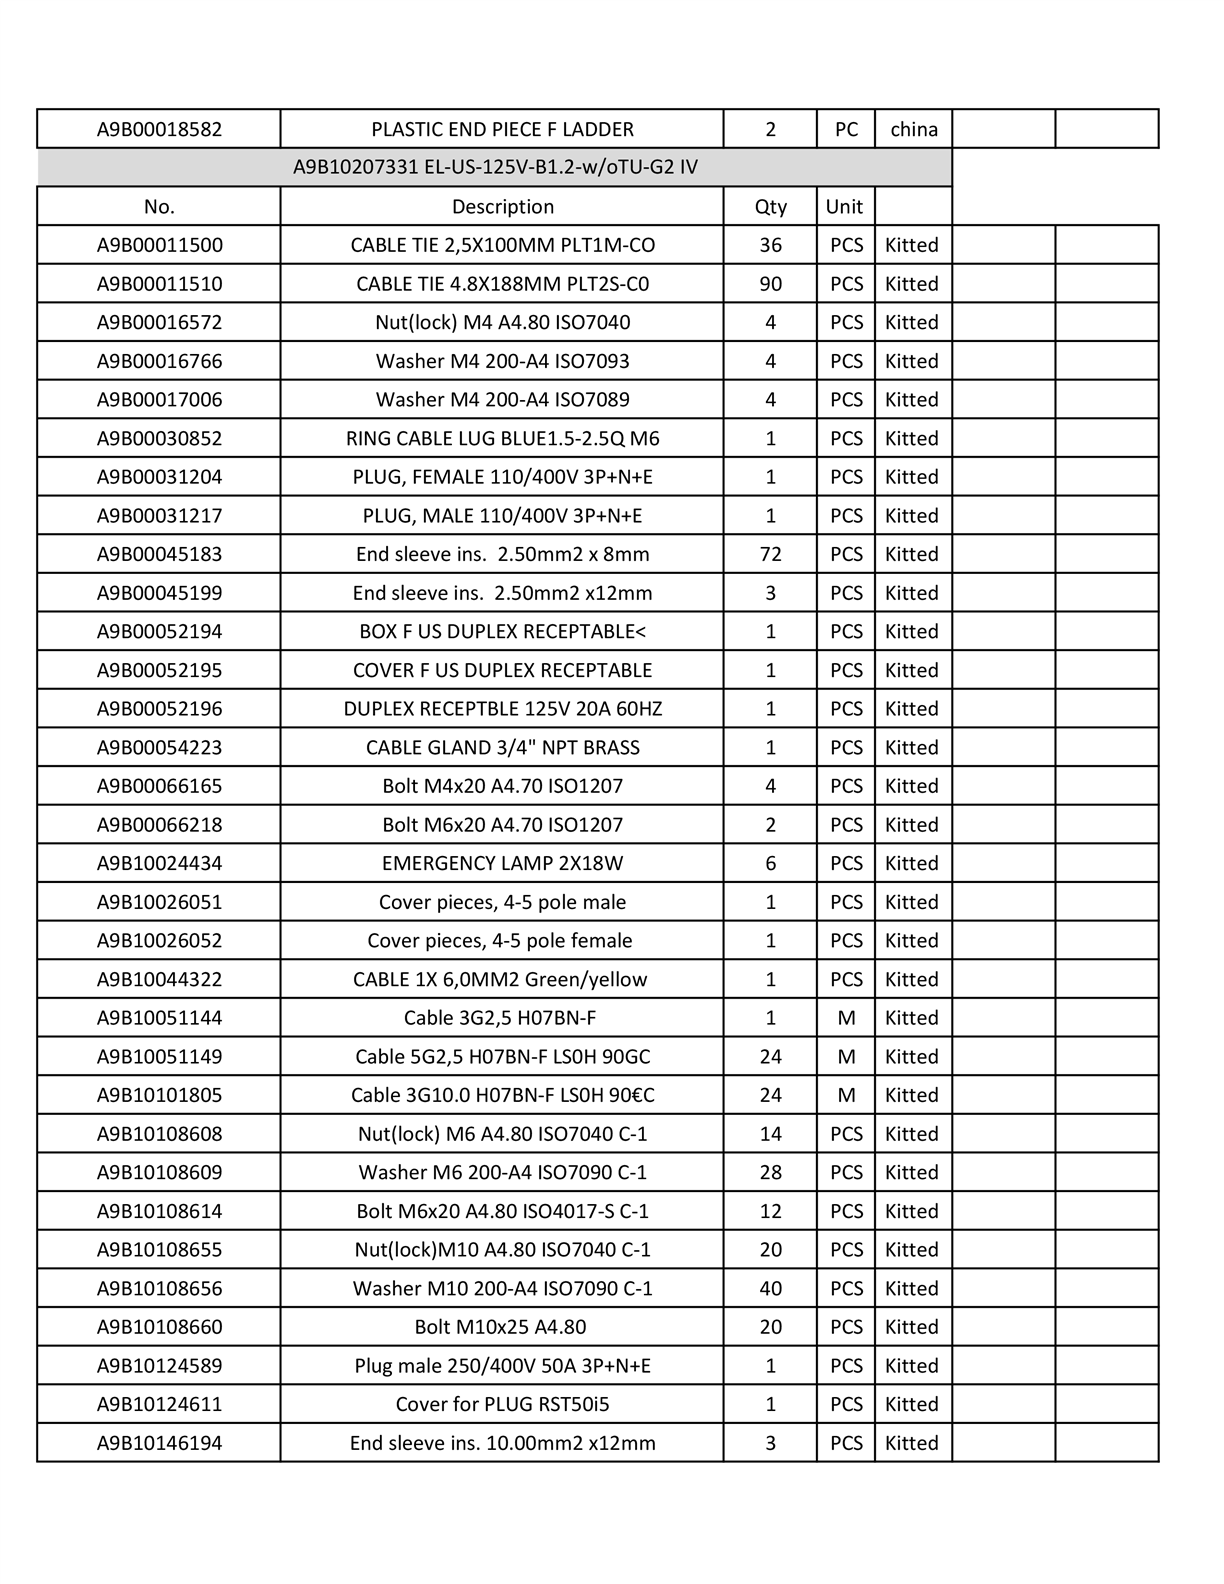 A9B00018582 PLASTIC END PIECE F LADDER 2 PC china
A9B10207331 EL-US-125V-B1.2-w/oTU-G2 IV
No. Description Qty Unit
A9B00011500 CABLE TIE 2,5X100MM PLT1M-CO 36 PCS Kitted
A9B00011510 CABLE TIE 4.8X188MM PLT2S-C0 90 PCS Kitted
A9B00016572 Nut(lock) M4 A4.80 ISO7040 4 PCS Kitted
A9B00016766 Washer M4 200-A4 ISO7093 4 PCS Kitted
A9B00017006 Washer M4 200-A4 ISO7089 4 PCS Kitted
A9B00030852 RING CABLE LUG BLUE1.5-2.5Q M6 1 PCS Kitted
A9B00031204 PLUG, FEMALE 110/400V 3P+N+E 1 PCS Kitted
A9B00031217 PLUG, MALE 110/400V 3P+N+E 1 PCS Kitted
A9B00045183 End sleeve ins.  2.50mm2 x 8mm 72 PCS Kitted
A9B00045199 End sleeve ins.  2.50mm2 x12mm 3 PCS Kitted
A9B00052194 BOX F US DUPLEX RECEPTABLE< 1 PCS Kitted
A9B00052195 COVER F US DUPLEX RECEPTABLE 1 PCS Kitted
A9B00052196 DUPLEX RECEPTBLE 125V 20A 60HZ 1 PCS Kitted
A9B00054223 CABLE GLAND 3/4" NPT BRASS 1 PCS Kitted
A9B00066165 Bolt M4x20 A4.70 ISO1207 4 PCS Kitted
A9B00066218 Bolt M6x20 A4.70 ISO1207 2 PCS Kitted
A9B10024434 EMERGENCY LAMP 2X18W 6 PCS Kitted
A9B10026051 Cover pieces, 4-5 pole male 1 PCS Kitted
A9B10026052 Cover pieces, 4-5 pole female 1 PCS Kitted
A9B10044322 CABLE 1X 6,0MM2 Green/yellow 1 PCS Kitted
A9B10051144 Cable 3G2,5 H07BN-F 1 M Kitted
A9B10051149 Cable 5G2,5 H07BN-F LS0H 90GC 24 M Kitted
A9B10101805 Cable 3G10.0 H07BN-F LS0H 90€C 24 M Kitted
A9B10108608 Nut(lock) M6 A4.80 ISO7040 C-1 14 PCS Kitted
A9B10108609 Washer M6 200-A4 ISO7090 C-1 28 PCS Kitted
A9B10108614 Bolt M6x20 A4.80 ISO4017-S C-1 12 PCS Kitted
A9B10108655 Nut(lock)M10 A4.80 ISO7040 C-1 20 PCS Kitted
A9B10108656 Washer M10 200-A4 ISO7090 C-1 40 PCS Kitted
A9B10108660 Bolt M10x25 A4.80 20 PCS Kitted
A9B10124589 Plug male 250/400V 50A 3P+N+E 1 PCS Kitted
A9B10124611 Cover for PLUG RST50i5 1 PCS Kitted
A9B10146194 End sleeve ins. 10.00mm2 x12mm 3 PCS Kitted